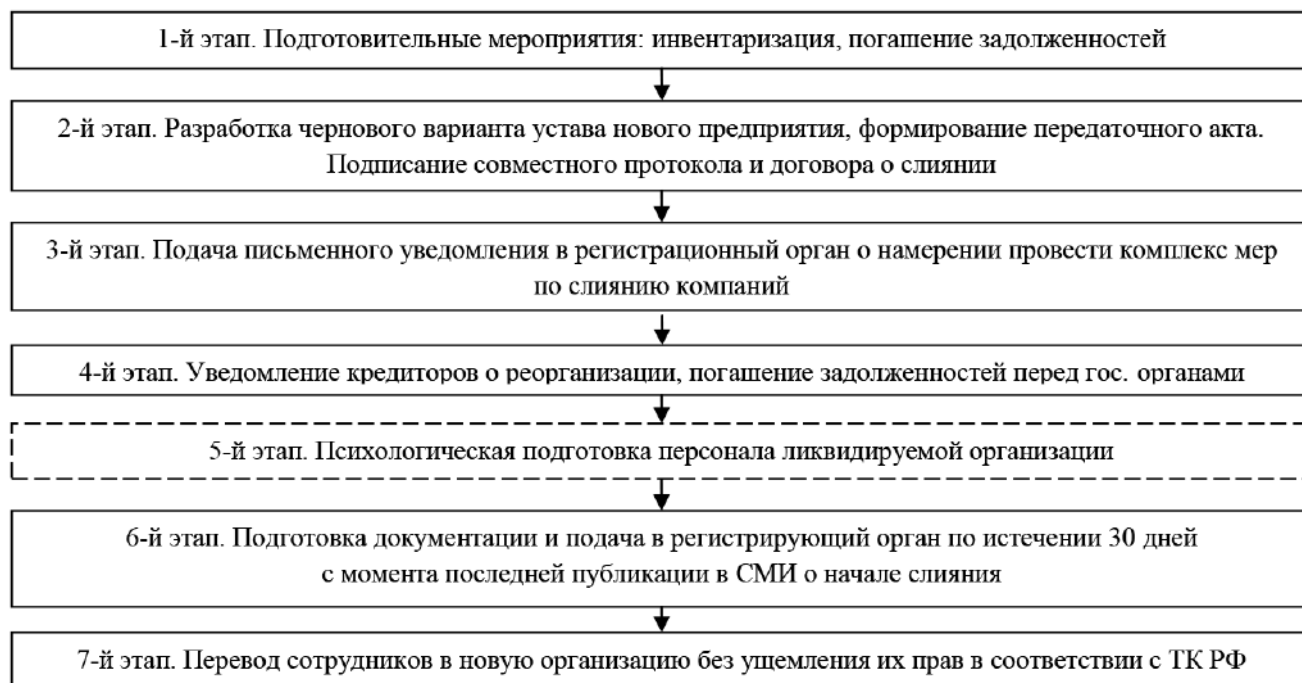 1-й этап. Подготовительные мероприятия: инвентаризация, погашение задолженностей
2-й этап. Разработка чернового варианта устава нового предприятия, формирование передаточного акта.
Подписание совместного протокола и договора о слиянии
3-й этап. Подача письменного уведомления в регистрационный орган о намерении провести комплекс мер
по слиянию компаний
4-й этап. Уведомление кредиторов о реорганизации, погашение задолженностей перед гос. органами
5-й этап. Психологическая подготовка персонала ликвидируемой организации
6-й этап. Подготовка документации и подача в регистрирующий орган по истечении 30 дней
с момента последней публикации в СМИ о начале слияния
7-й этап. Перевод сотрудников в новую организацию без ущемления их прав в соответствии с ТК РФ